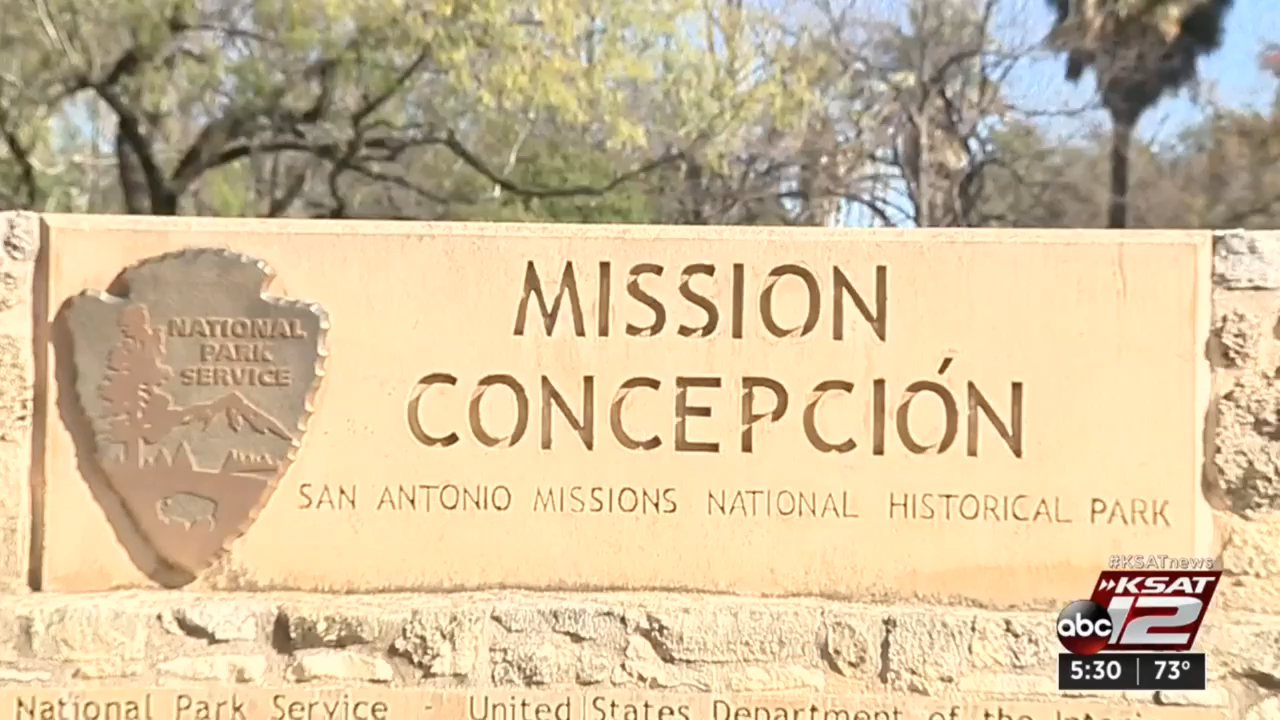 NATIONAL
PARK
SERVICE
MISSION
CONCEPCIÓN
SAN ANTONIO MISSIONS NATIONAL HISTORICAL PARK
#KSATnews
KSAT
abc 12
5:30 73°
National Park Service - United States Department of the